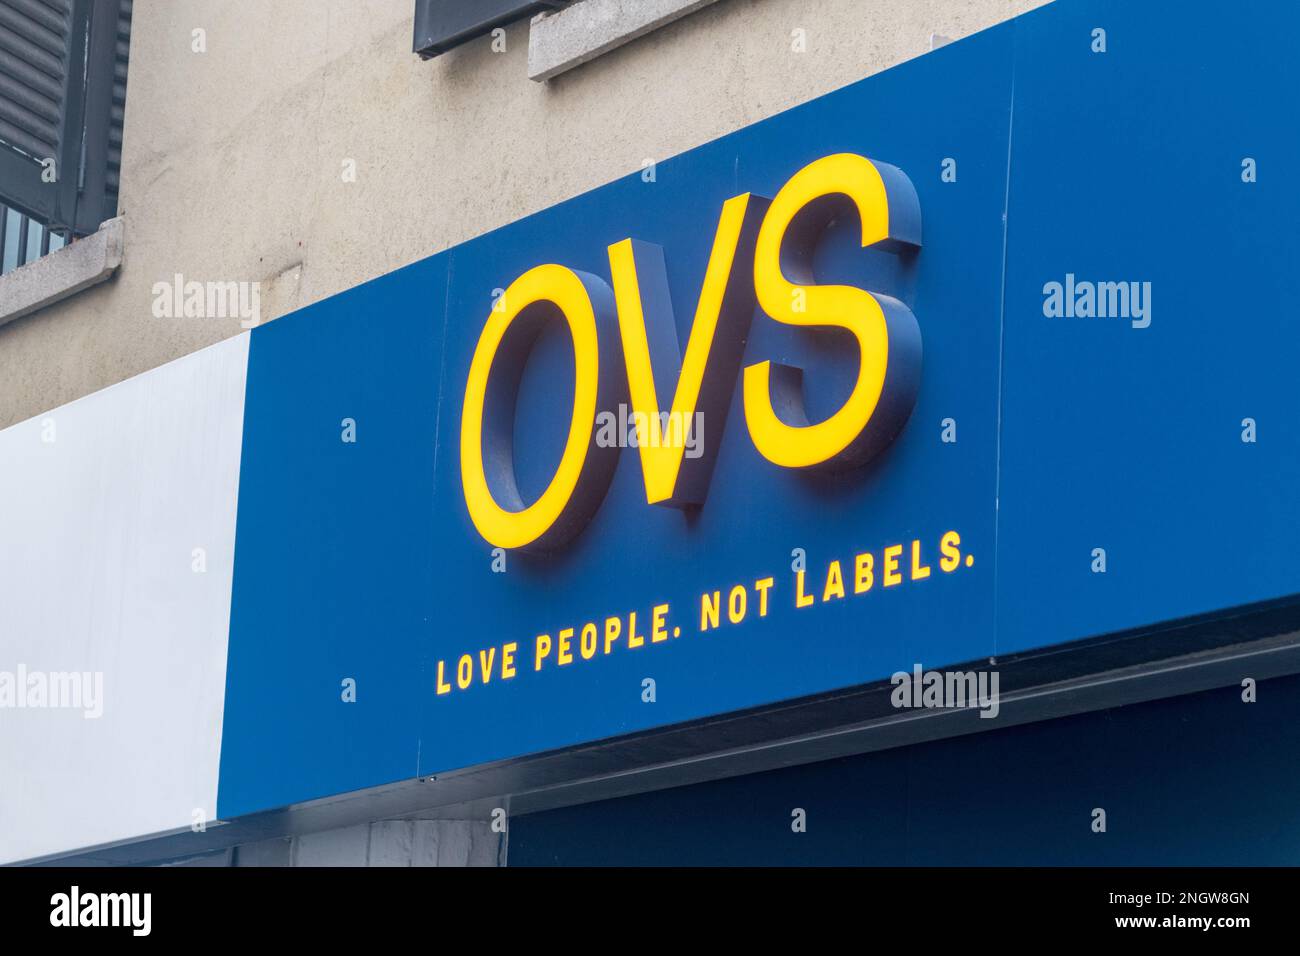 OVS
LOVE PEOPLE. NOT LABELS.
alamy
alamy
alamy
alamy
alamy
alamy
Image ID: 2NGW8GN
www.alamy.com